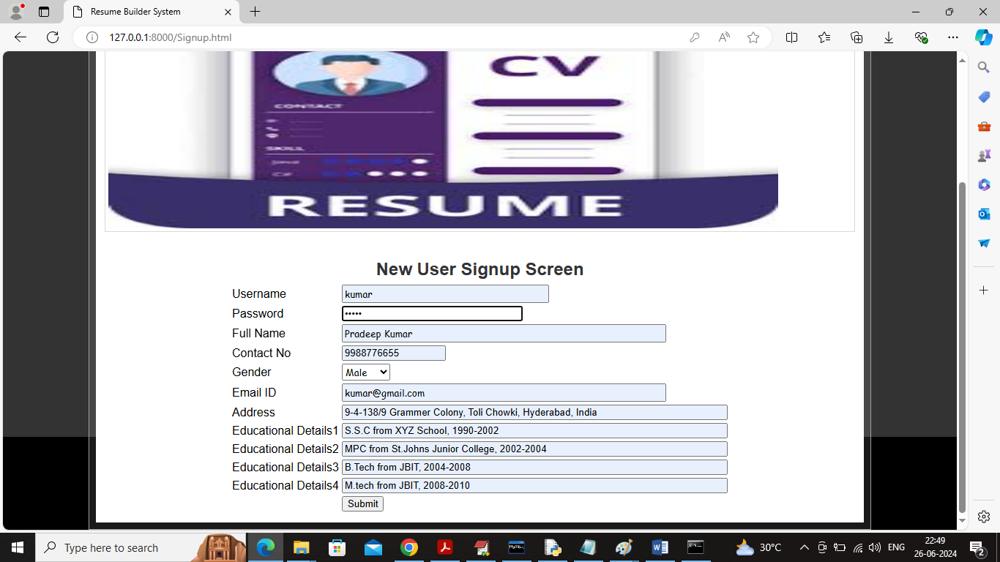 Resume Builder System
127.0.0.1:8000/Signup.html
CV
CONTACT
SKILL
RESUME
New User Signup Screen
Username kumar
Password •••••
Full Name Pradeep Kumar
Contact No 9988776655
Gender Male
Email ID kumar@gmail.com
Address 9-4-138/9 Grammer Colony, Toli Chowki, Hyderabad, India
Educational Details1 S.S.C from XYZ School, 1990-2002
Educational Details2 MPC from St.Johns Junior College, 2002-2004
Educational Details3 B.Tech from JBIT, 2004-2008
Educational Details4 M.tech from JBIT, 2008-2010
Submit
Type here to search
30°C
ENG
22:49
26-06-2024
2